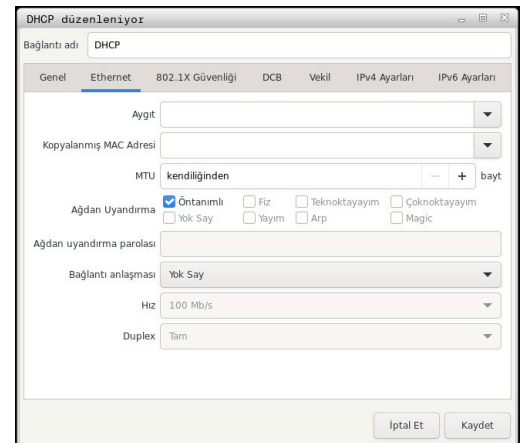 DHCP düzenleniyor
Bağlantı adı DHCP
Genel Ethernet 802.1X Güvenliği DCB Vekil IPv4 Ayarları IPv6 Ayarları
Aygıt
Kopyalanmış MAC Adresi
MTU kendiliğinden − + bayt
Ağdan Uyandırma Öntanımlı Fiz Teknoktayayım Çoknoktayayım
Yok Say Yayım Arp Magic
Ağdan uyandırma parolası
Bağlantı anlaşması Yok Say
Hız 100 Mb/s
Duplex Tam
İptal Et Kaydet